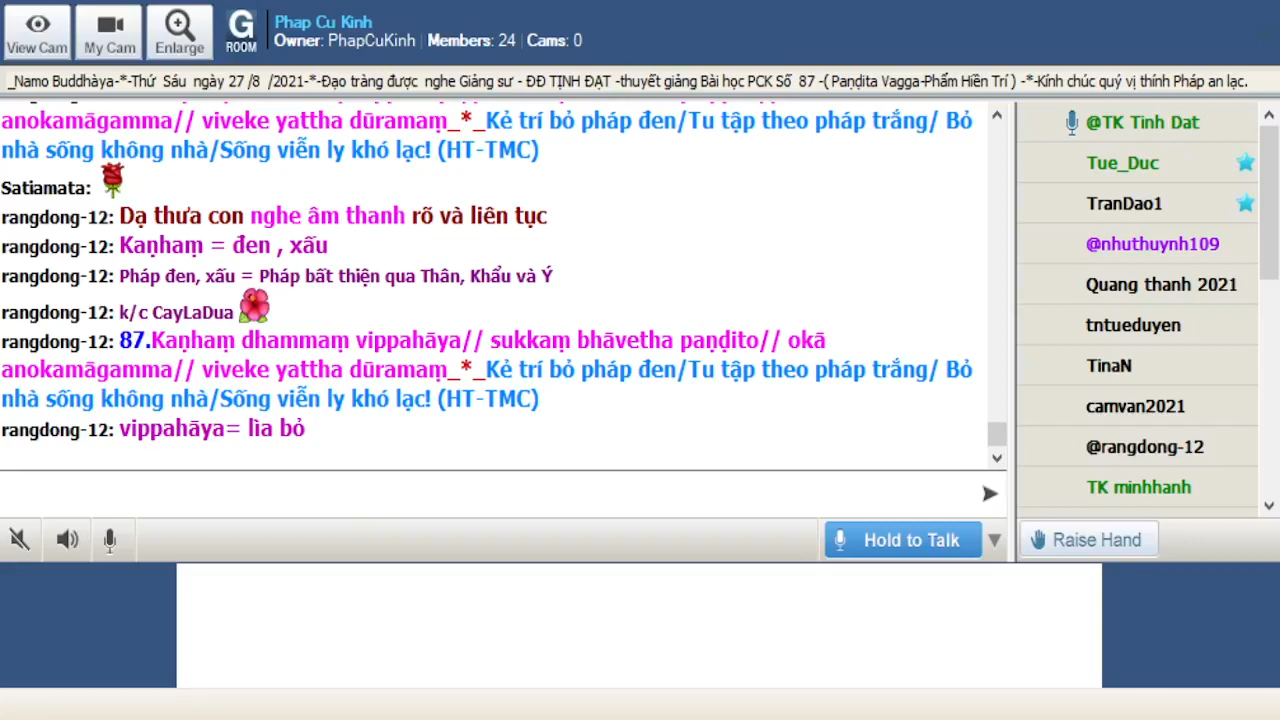 View Cam
My Cam
Enlarge
G
ROOM
Phap Cu Kinh
Owner: PhapCuKinh | Members: 24 | Cams: 0
_Namo Buddhàya-*-Thứ Sáu ngày 27 /8 /2021-*-Đạo tràng được nghe Giảng sư - ĐĐ TỊNH ĐẠT -thuyết giảng Bài học PCK Số 87 -( Paṇḍita Vagga-Phẩm Hiền Trí ) -*-Kính chúc quý vị thính Pháp an lạc.
anokamāgamma// viveke yattha dūramaṃ_*_Kẻ trí bỏ pháp đen/Tu tập theo pháp trắng/ Bỏ
nhà sống không nhà/Sống viễn ly khó lạc! (HT-TMC)
Satiamata:
rangdong-12: Dạ thưa con nghe âm thanh rõ và liên tục
rangdong-12: Kaṇhaṃ = đen , xấu
rangdong-12: Pháp đen, xấu = Pháp bất thiện qua Thân, Khẩu và Ý
rangdong-12: k/c CayLaDua
rangdong-12: 87.Kaṇhaṃ dhammaṃ vippahāya// sukkaṃ bhāvetha paṇḍito// okā
anokamāgamma// viveke yattha dūramaṃ_*_Kẻ trí bỏ pháp đen/Tu tập theo pháp trắng/ Bỏ
nhà sống không nhà/Sống viễn ly khó lạc! (HT-TMC)
rangdong-12: vippahāya= lìa bỏ
@TK Tinh Dat
Tue_Duc
TranDao1
@nhuthuynh109
Quang thanh 2021
tntueduyen
TinaN
camvan2021
@rangdong-12
TK minhhanh
Hold to Talk
Raise Hand